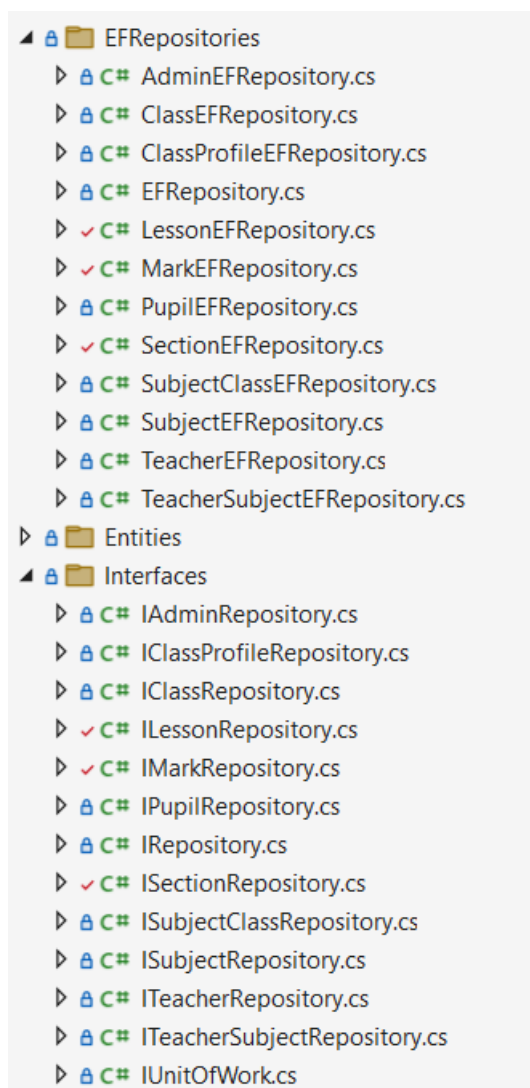 EFRepositories
C# AdminEFRepository.cs
C# ClassEFRepository.cs
C# ClassProfileEFRepository.cs
C# EFRepository.cs
C# LessonEFRepository.cs
C# MarkEFRepository.cs
C# PupilEFRepository.cs
C# SectionEFRepository.cs
C# SubjectClassEFRepository.cs
C# SubjectEFRepository.cs
C# TeacherEFRepository.cs
C# TeacherSubjectEFRepository.cs
Entities
Interfaces
C# IAdminRepository.cs
C# IClassProfileRepository.cs
C# IClassRepository.cs
C# ILessonRepository.cs
C# IMarkRepository.cs
C# IPupilRepository.cs
C# IRepository.cs
C# ISectionRepository.cs
C# ISubjectClassRepository.cs
C# ISubjectRepository.cs
C# ITeacherRepository.cs
C# ITeacherSubjectRepository.cs
C# IUnitOfWork.cs